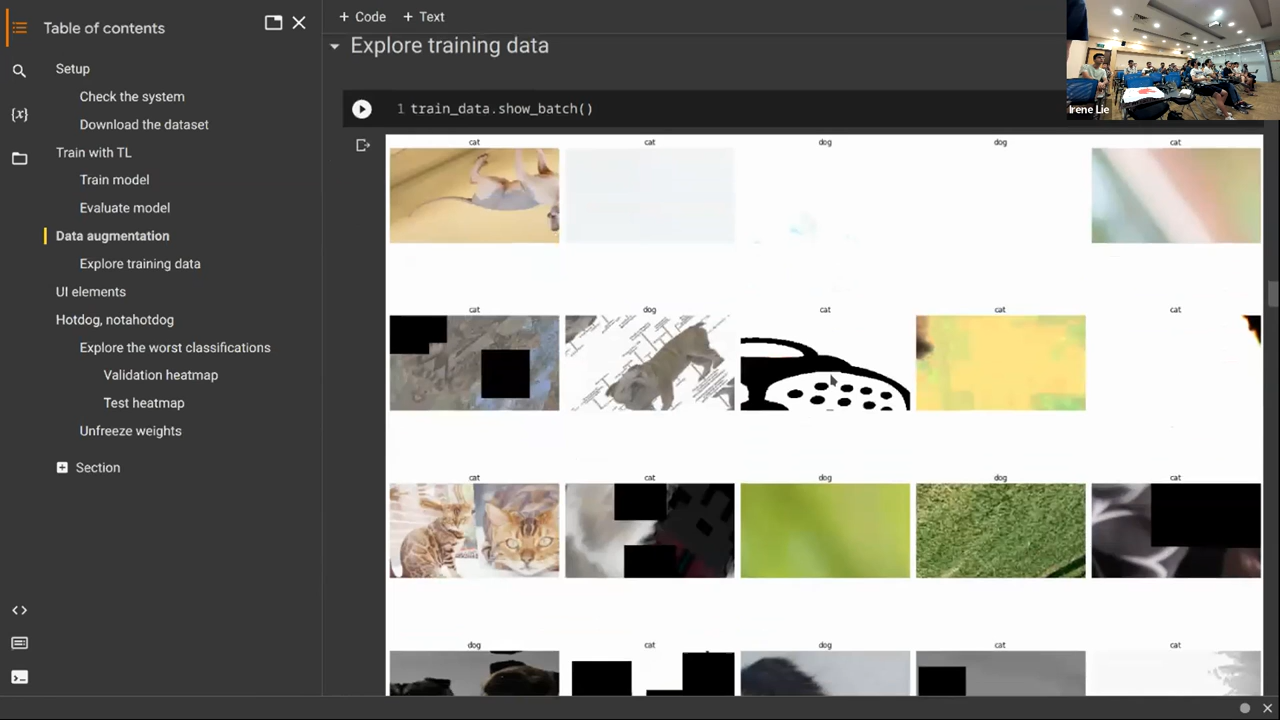 Table of contents
Setup
Check the system
Download the dataset
Train with TL
Train model
Evaluate model
Data augmentation
Explore training data
UI elements
Hotdog, notahotdog
Explore the worst classifications
Validation heatmap
Test heatmap
Unfreeze weights
Section
+ Code + Text
Explore training data
1 train_data.show_batch()
cat cat dog dog cat
cat dog cat cat cat
cat cat dog dog cat
dog cat dog cat cat
Irene Lie